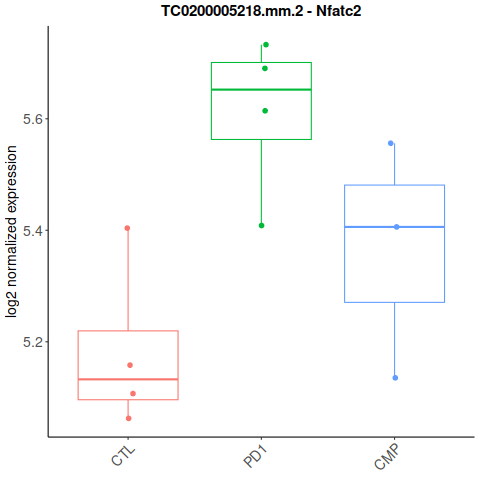 TC0200005218.mm.2 - Nfatc2
log2 normalized expression
5.6
5.4
5.2
CTL
PD1
CMP